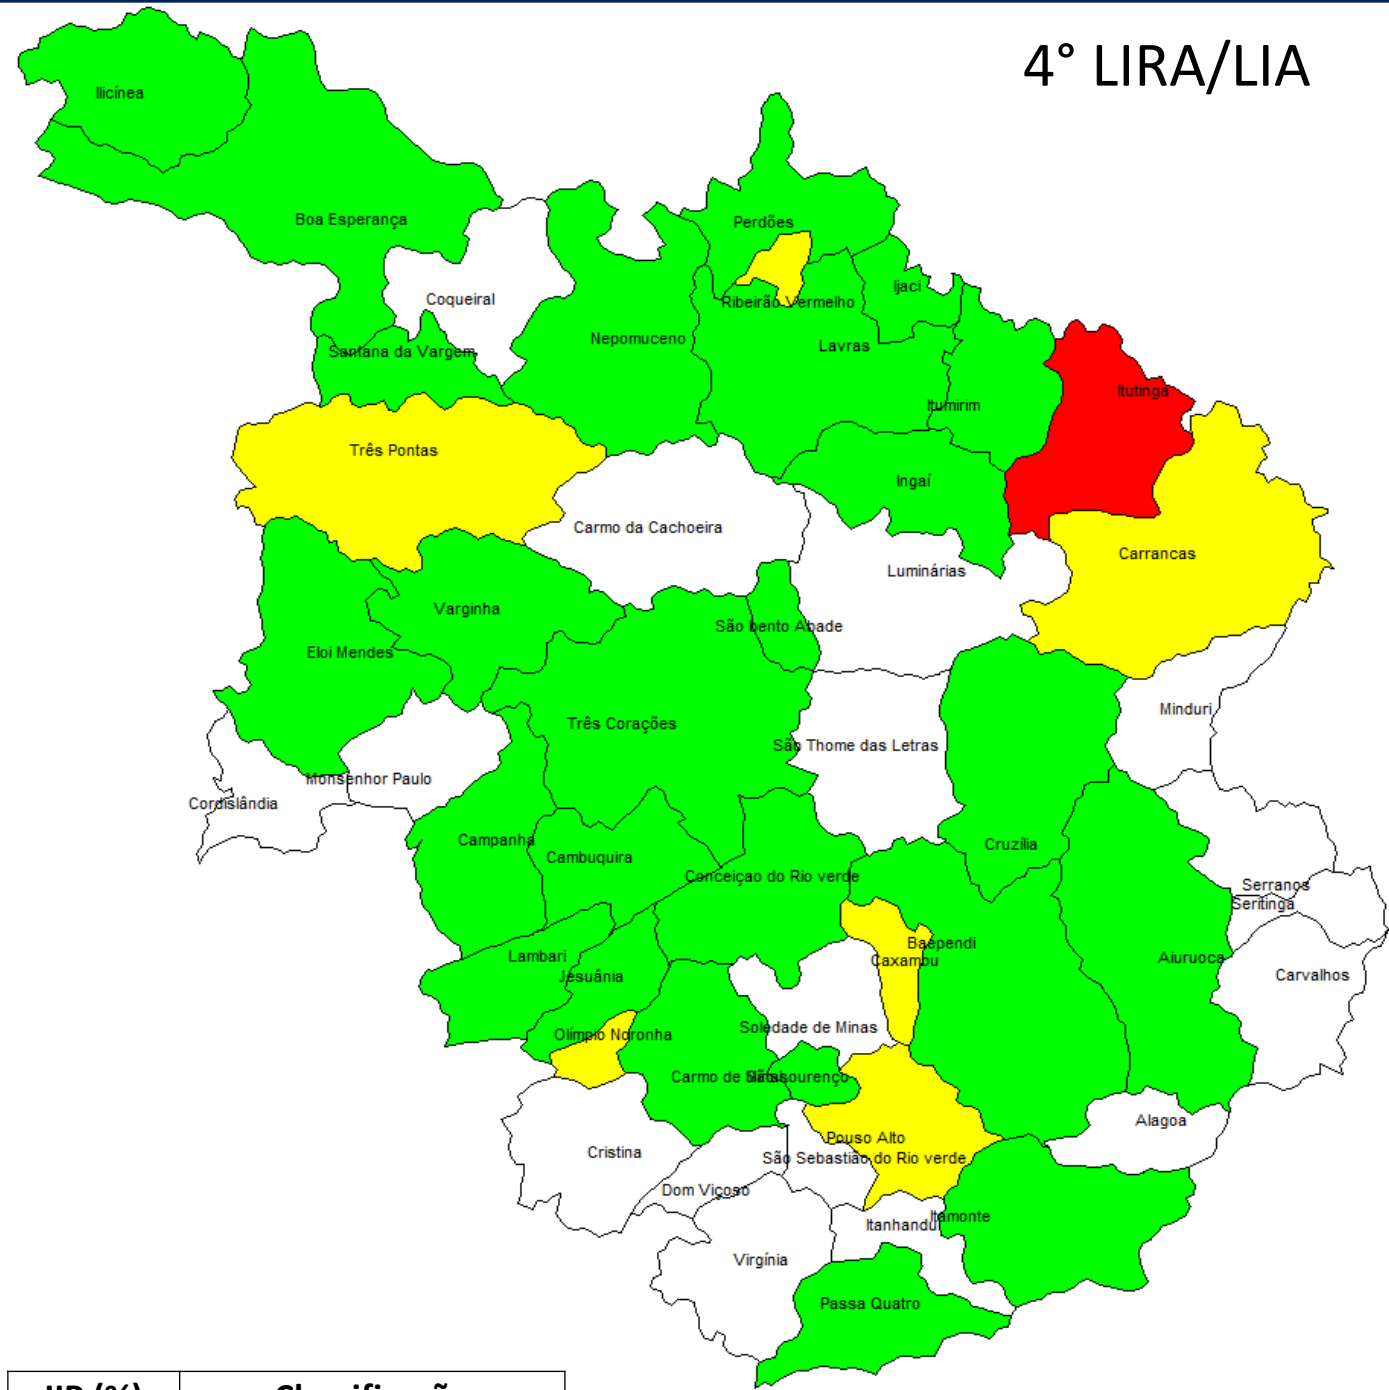 4° LIRA/LIA
Ilicínea
Boa Esperança
Perdões
Ijaci
Coqueiral
Ribeirão Vermelho
Nepomuceno
Lavras
Santana da Vargem
Itutinga
Itumirim
Três Pontas
Ingaí
Carmo da Cachoeira
Carrancas
Luminárias
Varginha
São bento Abade
Eloi Mendes
Minduri
Três Corações
São Thome das Letras
Monsenhor Paulo
Cordislândia
Campanha
Cruzília
Cambuquira
Conceiçao do Rio verde
Serranos
Seritinga
Baependi
Lambari
Caxambu
Aiuruoca
Jesuânia
Carvalhos
Soledade de Minas
Olímpio Noronha
Carmo de
Lourenço
Alagoa
Pouso Alto
Cristina
São Sebastião do Rio verde
Dom Viçoso
Itamonte
Itanhandu
Virgínia
Passa Quatro